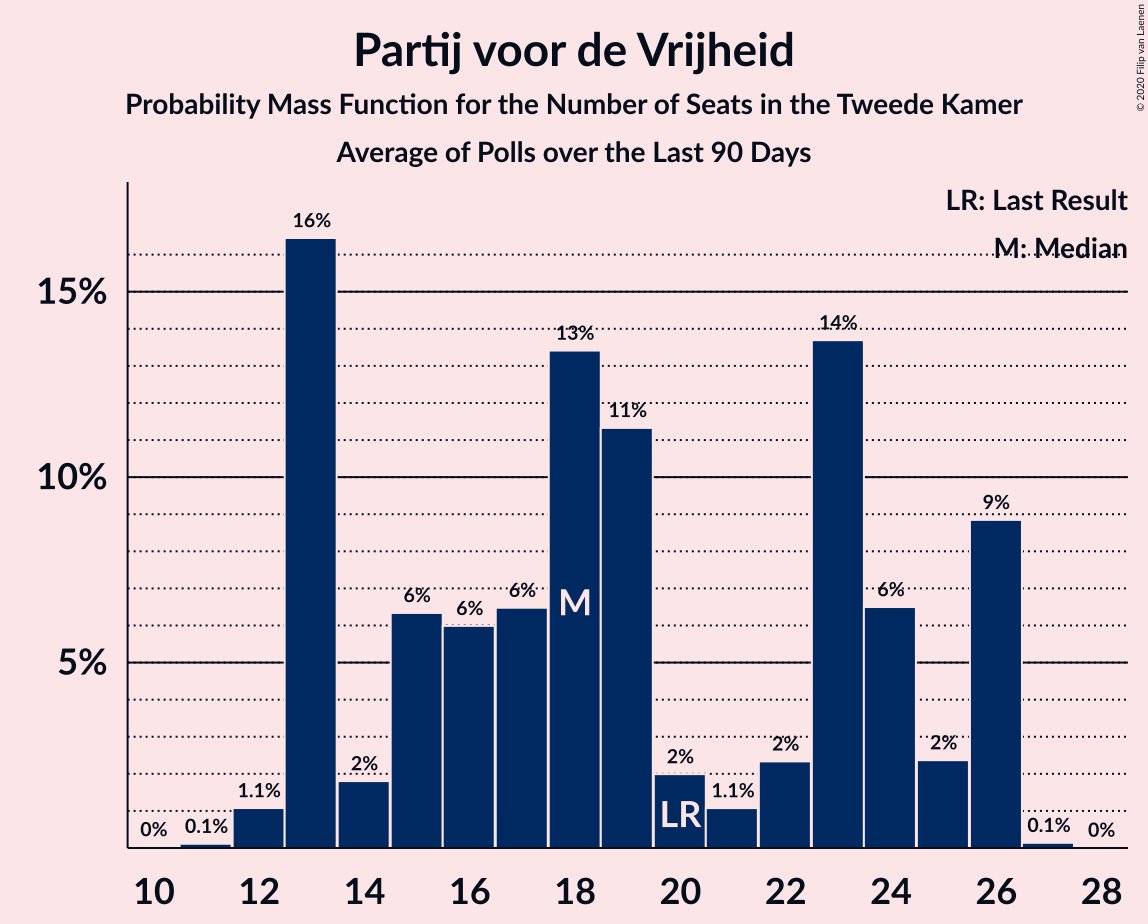 Partij voor de Vrijheid
Probability Mass Function for the Number of Seats in the Tweede Kamer
Average of Polls over the Last 90 Days
© 2020 Filip van Laenen
LR: Last Result
M: Median
15%
10%
5%
0%
0.1%
1.1%
16%
2%
6%
6%
6%
13%
11%
2%
1.1%
2%
14%
6%
2%
9%
0.1%
0%
M
LR
10 12 14 16 18 20 22 24 26 28